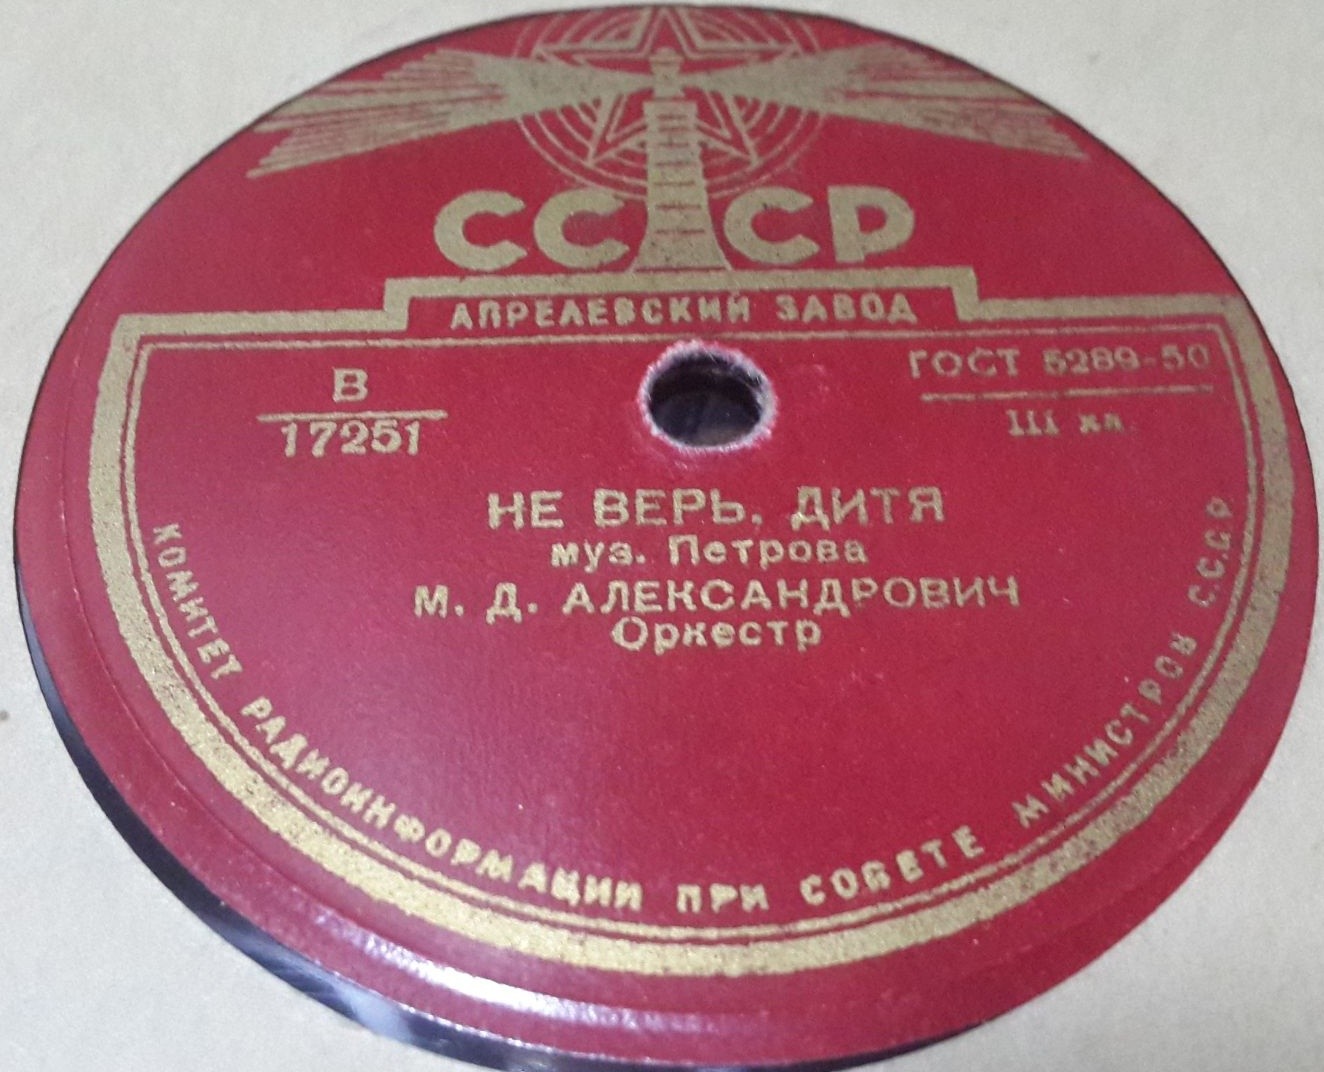 СССР
АПРЕЛЕВСКИЙ ЗАВОД
В
17251
ГОСТ 5289-50
III кл.
НЕ ВЕРЬ, ДИТЯ
муз. Петрова
М. Д. АЛЕКСАНДРОВИЧ
Оркестр
КОМИТЕТ РАДИОИНФОРМАЦИИ ПРИ СОВЕТЕ МИНИСТРОВ С.С.С.Р